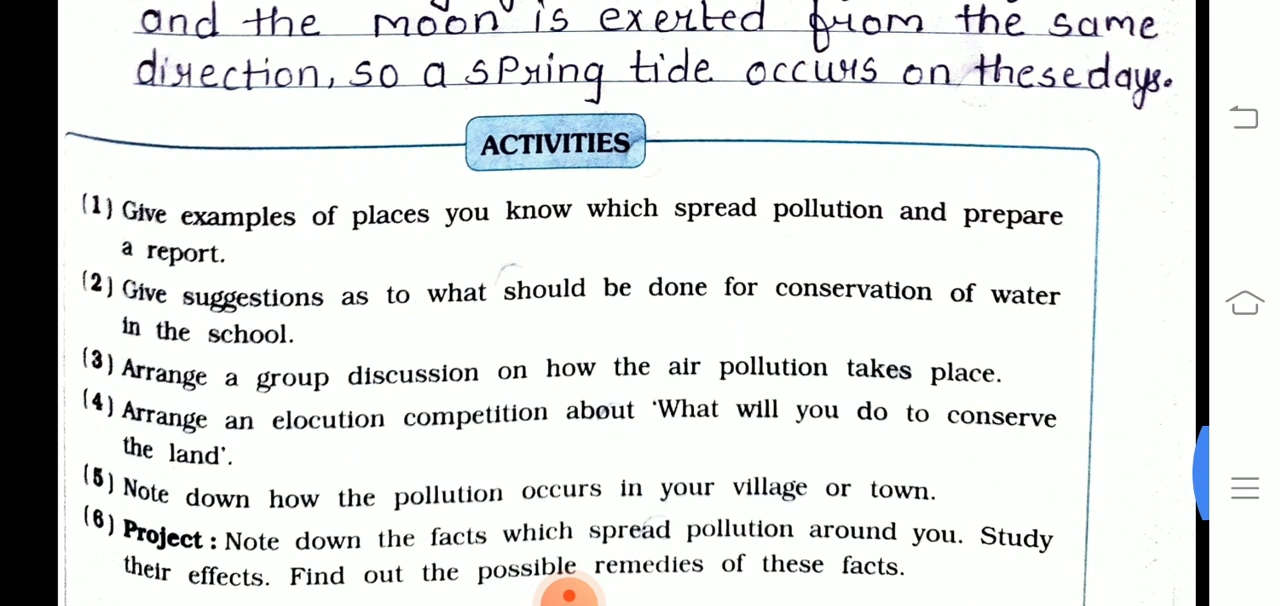 and the moon is exerted from the same
direction, so a spring tide occurs on these days.
ACTIVITIES
(1) Give examples of places you know which spread pollution and prepare
a report.
(2) Give suggestions as to what should be done for conservation of water
in the school.
(3) Arrange a group discussion on how the air pollution takes place.
(4) Arrange an elocution competition about 'What will you do to conserve
the land'.
(5) Note down how the pollution occurs in your village or town.
(6) Project : Note down the facts which spread pollution around you. Study
their effects. Find out the possible remedies of these facts.